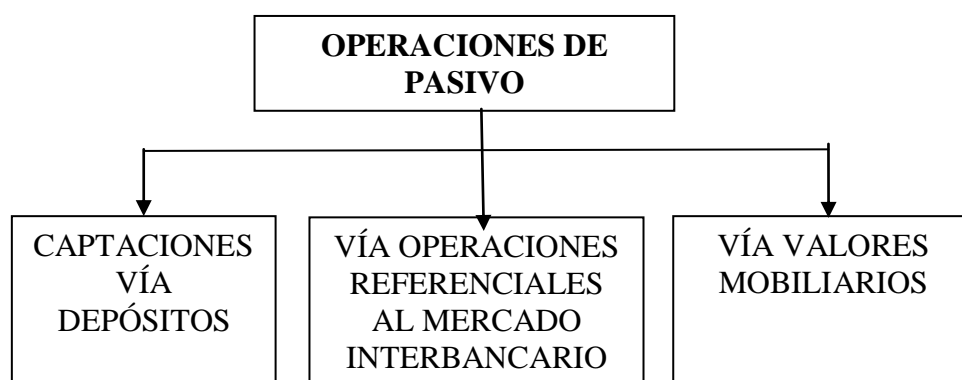 OPERACIONES DE
PASIVO
CAPTACIONES
VÍA
DEPÓSITOS
VÍA OPERACIONES
REFERENCIALES
AL MERCADO
INTERBANCARIO
VÍA VALORES
MOBILIARIOS